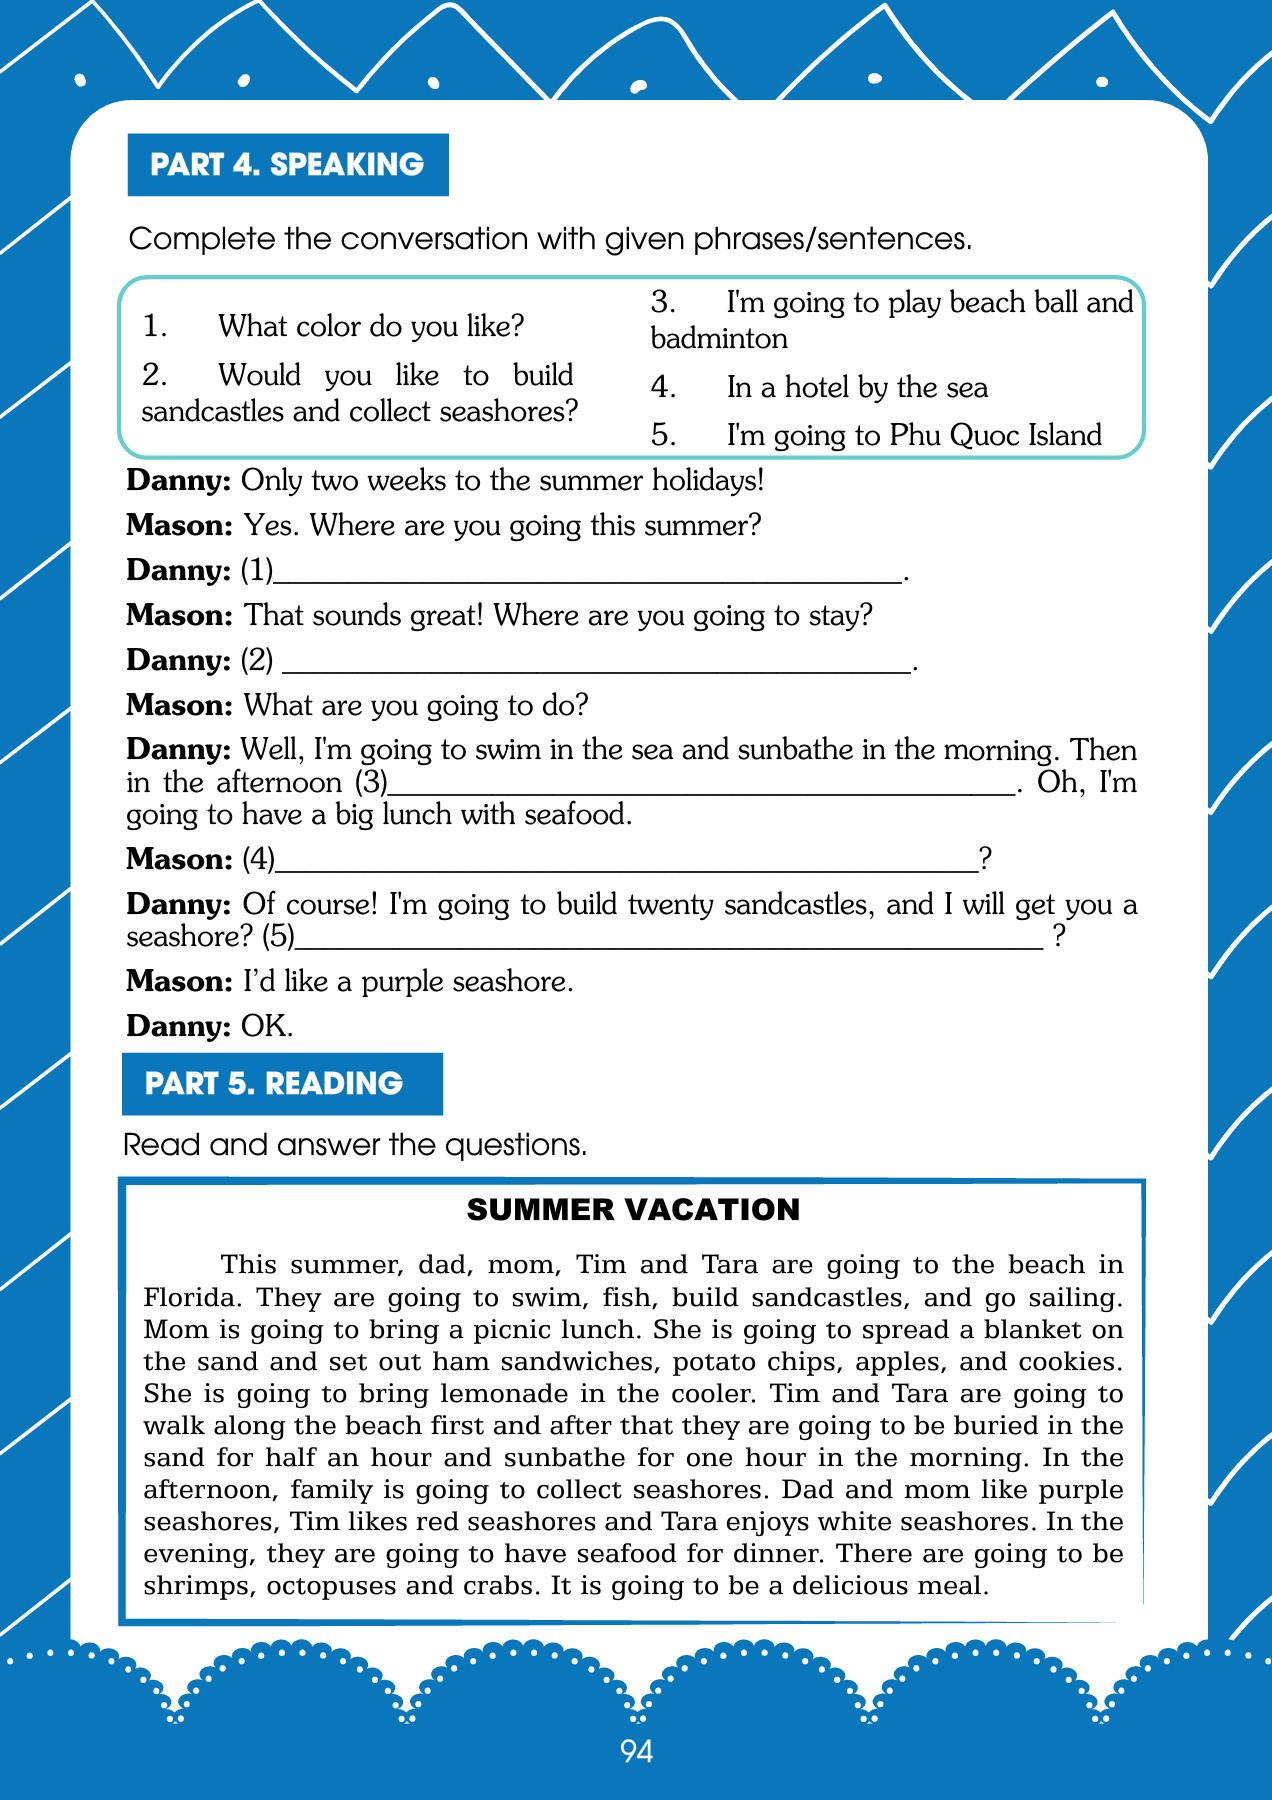 PART 4. SPEAKING
Complete the conversation with given phrases/sentences.
1. What color do you like?
2. Would you like to build
sandcastles and collect seashores?
3. I'm going to play beach ball and
badminton
4. In a hotel by the sea
5. I'm going to Phu Quoc Island
Danny: Only two weeks to the summer holidays!
Mason: Yes. Where are you going this summer?
Danny: (1)__________________________________________.
Mason: That sounds great! Where are you going to stay?
Danny: (2) __________________________________________.
Mason: What are you going to do?
Danny: Well, I'm going to swim in the sea and sunbathe in the morning. Then
in the afternoon (3)__________________________________________. Oh, I'm
going to have a big lunch with seafood.
Mason: (4)_______________________________________________?
Danny: Of course! I'm going to build twenty sandcastles, and I will get you a
seashore? (5)__________________________________________________ ?
Mason: I’d like a purple seashore.
Danny: OK.
PART 5. READING
Read and answer the questions.
SUMMER VACATION
This summer, dad, mom, Tim and Tara are going to the beach in
Florida. They are going to swim, fish, build sandcastles, and go sailing.
Mom is going to bring a picnic lunch. She is going to spread a blanket on
the sand and set out ham sandwiches, potato chips, apples, and cookies.
She is going to bring lemonade in the cooler. Tim and Tara are going to
walk along the beach first and after that they are going to be buried in the
sand for half an hour and sunbathe for one hour in the morning. In the
afternoon, family is going to collect seashores. Dad and mom like purple
seashores, Tim likes red seashores and Tara enjoys white seashores. In the
evening, they are going to have seafood for dinner. There are going to be
shrimps, octopuses and crabs. It is going to be a delicious meal.
94